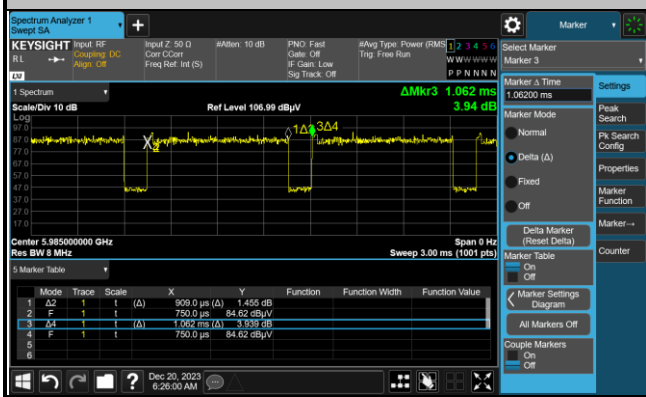 Spectrum Analyzer 1
Swept SA
+
Marker
KEYSIGHT Input: RF Input Z: 50 Ω #Atten: 10 dB PNO: Fast #Avg Type: Power (RMS 1 2 3 4 5 6
RL Coupling: DC Corr CCorr Gate: Off Trig: Free Run
Align: Off Freq Ref: Int (S) IF Gain: Low W W W W W W
Sig Track: Off P P N N N N
LXI
Select Marker
Marker 3
1 Spectrum ΔMkr3 1.062 ms
Scale/Div 10 dB Ref Level 106.99 dBµV 3.94 dB
Log
97.0
87.0
77.0
67.0
57.0
47.0
37.0
27.0
17.0
1Δ2 3Δ4
X
Center 5.985000000 GHz Span 0 Hz
Res BW 8 MHz Sweep 3.00 ms (1001 pts)
5 Marker Table
Mode Trace Scale X Y Function Function Width Function Value
1 Δ2 1 t (Δ) 909.0 µs (Δ) 1.455 dB
2 F 1 t 750.0 µs 84.62 dBµV
3 Δ4 1 t (Δ) 1.062 ms (Δ) 3.939 dB
4 F 1 t 750.0 µs 84.62 dBµV
5
6
Marker Δ Time
1.06200 ms
Marker Mode
Normal
Delta (Δ)
Fixed
Off
Delta Marker
(Reset Delta)
Marker Table
On
Off
Marker Settings
Diagram
All Markers Off
Couple Markers
On
Off
Settings
Peak
Search
Pk Search
Config
Properties
Marker
Function
Marker→
Counter
?
Dec 20, 2023
6:26:00 AM